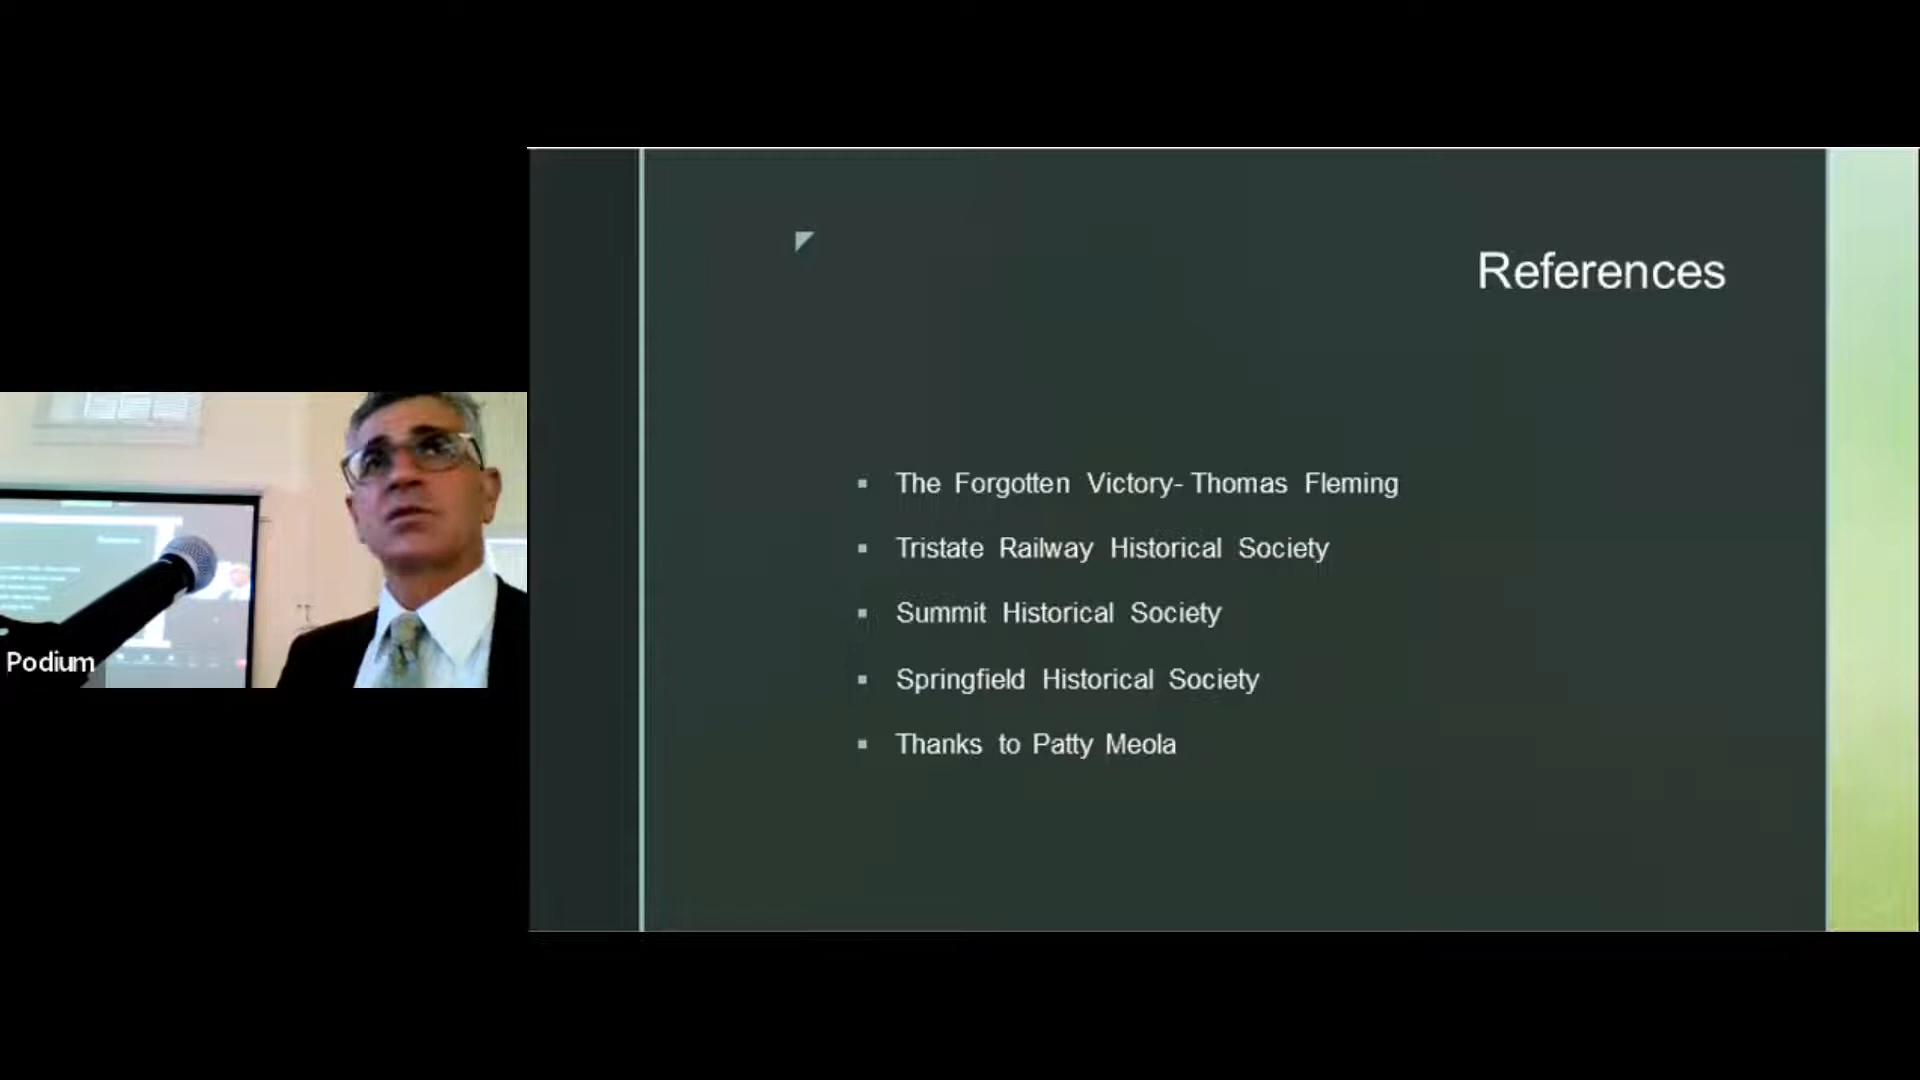 References
The Forgotten Victory- Thomas Fleming
Tristate Railway Historical Society
Summit Historical Society
Springfield Historical Society
Thanks to Patty Meola
Podium